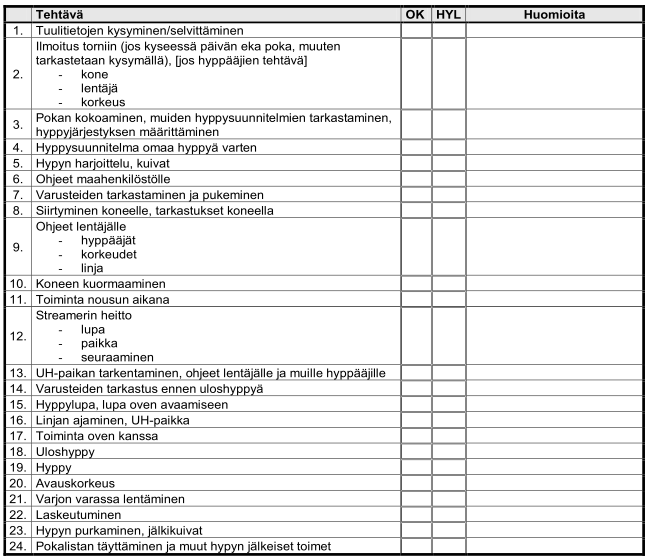 Tehtävä OK HYL Huomioita
1. Tuulitietojen kysyminen/selvittäminen
2. Ilmoitus torniin (jos kyseessä päivän eka poka, muuten
tarkastetaan kysymällä), [jos hyppääjien tehtävä]
- kone
- lentäjä
- korkeus
3. Pokan kokoaminen, muiden hyppysuunnitelmien tarkastaminen,
hyppyjärjestyksen määrittäminen
4. Hyppysuunnitelma omaa hyppyä varten
5. Hypyn harjoittelu, kuivat
6. Ohjeet maahenkilöstölle
7. Varusteiden tarkastaminen ja pukeminen
8. Siirtyminen koneelle, tarkastukset koneella
9. Ohjeet lentäjälle
- hyppääjät
- korkeudet
- linja
10. Koneen kuormaaminen
11. Toiminta nousun aikana
12. Streamerin heitto
- lupa
- paikka
- seuraaminen
13. UH-paikan tarkentaminen, ohjeet lentäjälle ja muille hyppääjille
14. Varusteiden tarkastus ennen uloshyppyä
15. Hyppylupa, lupa oven avaamiseen
16. Linjan ajaminen, UH-paikka
17. Toiminta oven kanssa
18. Uloshyppy
19. Hyppy
20. Avauskorkeus
21. Varjon varassa lentäminen
22. Laskeutuminen
23. Hypyn purkaminen, jälkikuivat
24. Pokalistan täyttäminen ja muut hypyn jälkeiset toimet